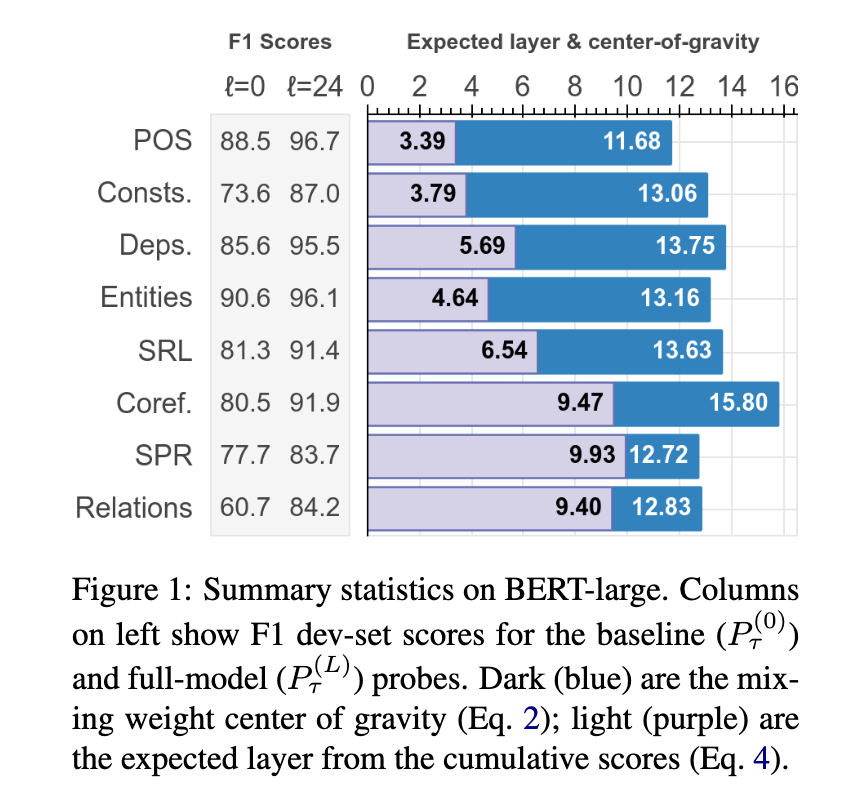 F1 Scores Expected layer & center-of-gravity
ℓ=0 ℓ=24 0 2 4 6 8 10 12 14 16
POS 88.5 96.7 3.39 11.68
Consts. 73.6 87.0 3.79 13.06
Deps. 85.6 95.5 5.69 13.75
Entities 90.6 96.1 4.64 13.16
SRL 81.3 91.4 6.54 13.63
Coref. 80.5 91.9 9.47 15.80
SPR 77.7 83.7 9.93 12.72
Relations 60.7 84.2 9.40 12.83
Figure 1: Summary statistics on BERT-large. Columns
on left show F1 dev-set scores for the baseline (P_τ^(0))
and full-model (P_τ^(L)) probes. Dark (blue) are the mix-
ing weight center of gravity (Eq. 2); light (purple) are
the expected layer from the cumulative scores (Eq. 4).